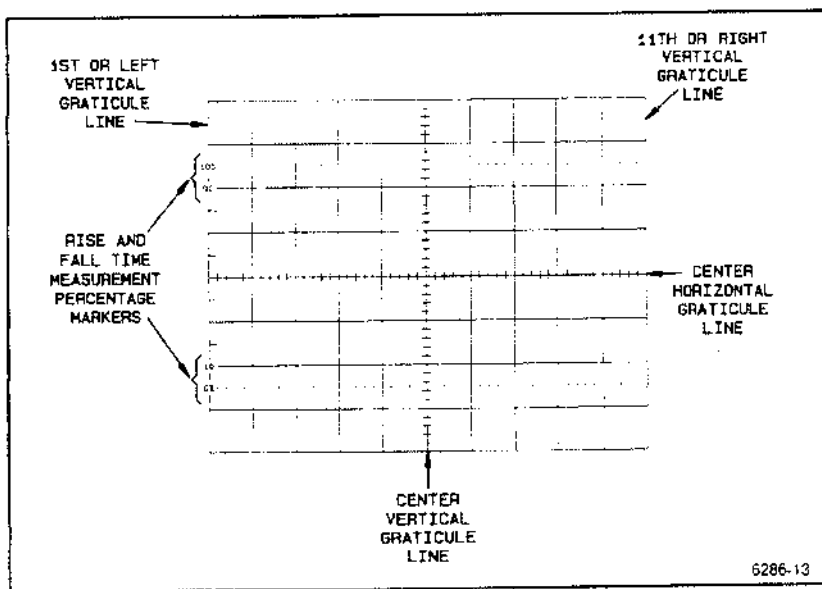 1ST OR LEFT
VERTICAL
GRATICULE
LINE
11TH OR RIGHT
VERTICAL
GRATICULE
LINE
100
90
RISE AND
FALL TIME
MEASUREMENT
PERCENTAGE
MARKERS
CENTER
HORIZONTAL
GRATICULE
LINE
10
CENTER
VERTICAL
GRATICULE
LINE
6286-13